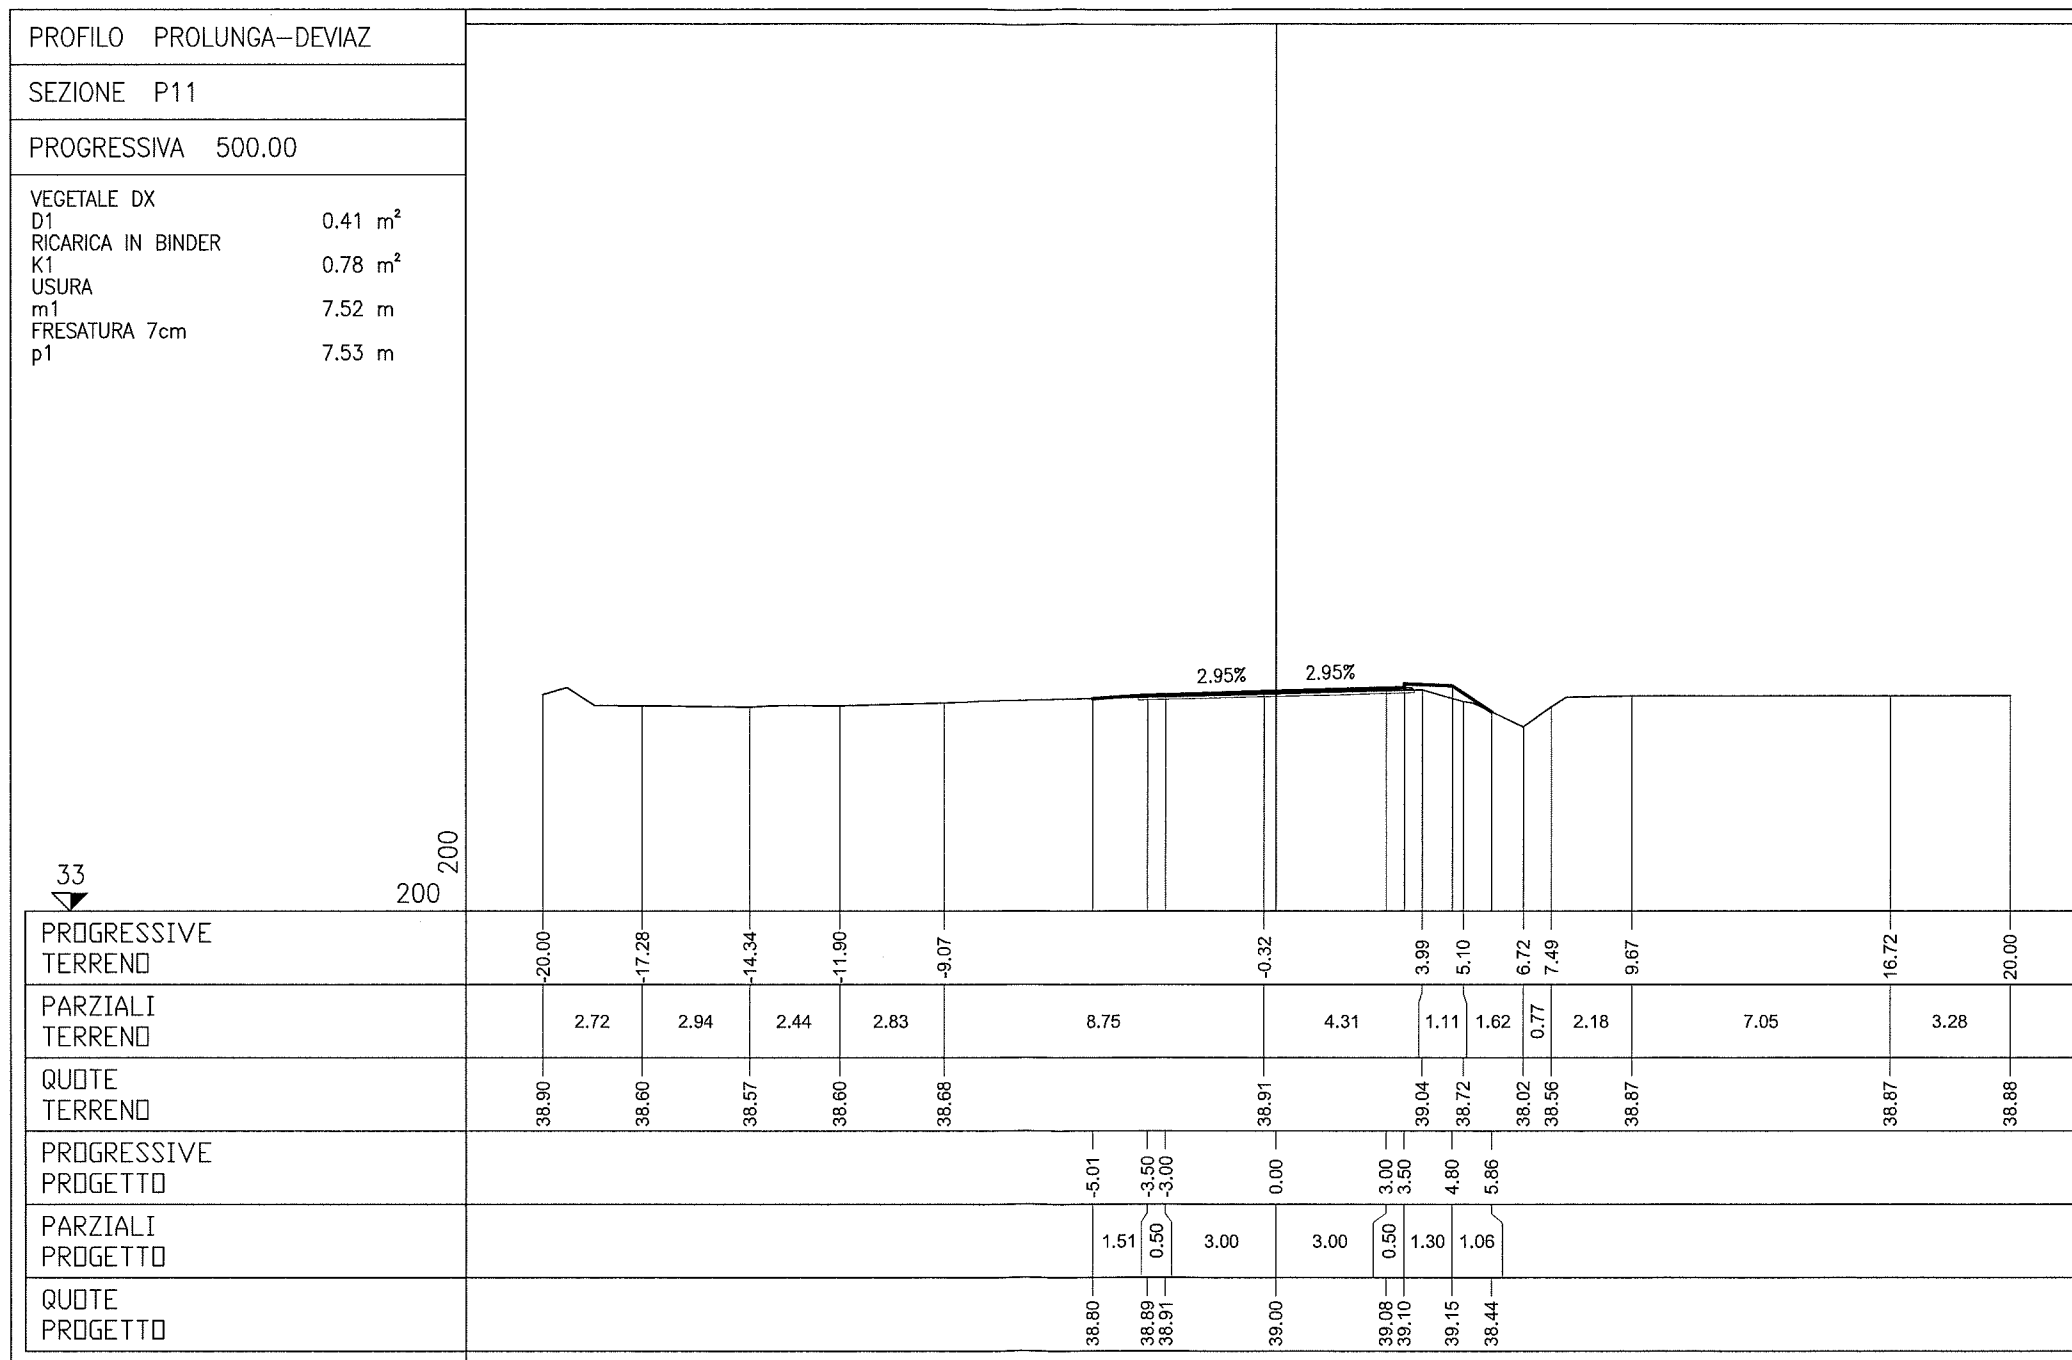 PROFILO PROLUNGA-DEVIAZ
SEZIONE P11
PROGRESSIVA 500.00
VEGETALE DX
D1 0.41 m²
RICARICA IN BINDER
K1 0.78 m²
USURA
m1 7.52 m
FRESATURA 7cm
p1 7.53 m
2.95% 2.95%
33
200
200
PROGRESSIVE
TERRENO
-20.00 -17.28 -14.34 -11.90 -9.07 -0.32 3.99 5.10 6.72 7.49 9.67 16.72 20.00
PARZIALI
TERRENO
2.72 2.94 2.44 2.83 8.75 4.31 1.11 1.62 0.77 2.18 7.05 3.28
QUOTE
TERRENO
38.90 38.60 38.57 38.60 38.68 38.91 39.04 38.72 38.02 38.56 38.87 38.87 38.88
PROGRESSIVE
PROGETTO
-5.01 -3.50 -3.00 0.00 3.00 3.50 4.80 5.86
PARZIALI
PROGETTO
1.51 0.50 3.00 3.00 0.50 1.30 1.06
QUOTE
PROGETTO
38.80 38.89 38.91 39.00 39.08 39.10 39.15 38.44